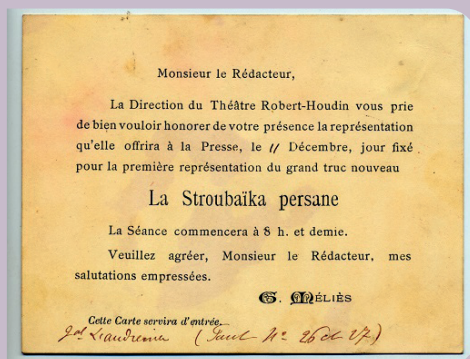 Monsieur le Rédacteur,
La Direction du Théâtre Robert-Houdin vous prie
de bien vouloir honorer de votre présence la représentation
qu'elle offrira à la Presse, le 11 Décembre, jour fixé
pour la première représentation du grand truc nouveau
La Stroubaïka persane
La Séance commencera à 8 h. et demie.
Veuillez agréer, Monsieur le Rédacteur, mes
salutations empressées.
G. MÉLIÈS
Cette Carte servira d'entrée.
( N° 26 et 27)